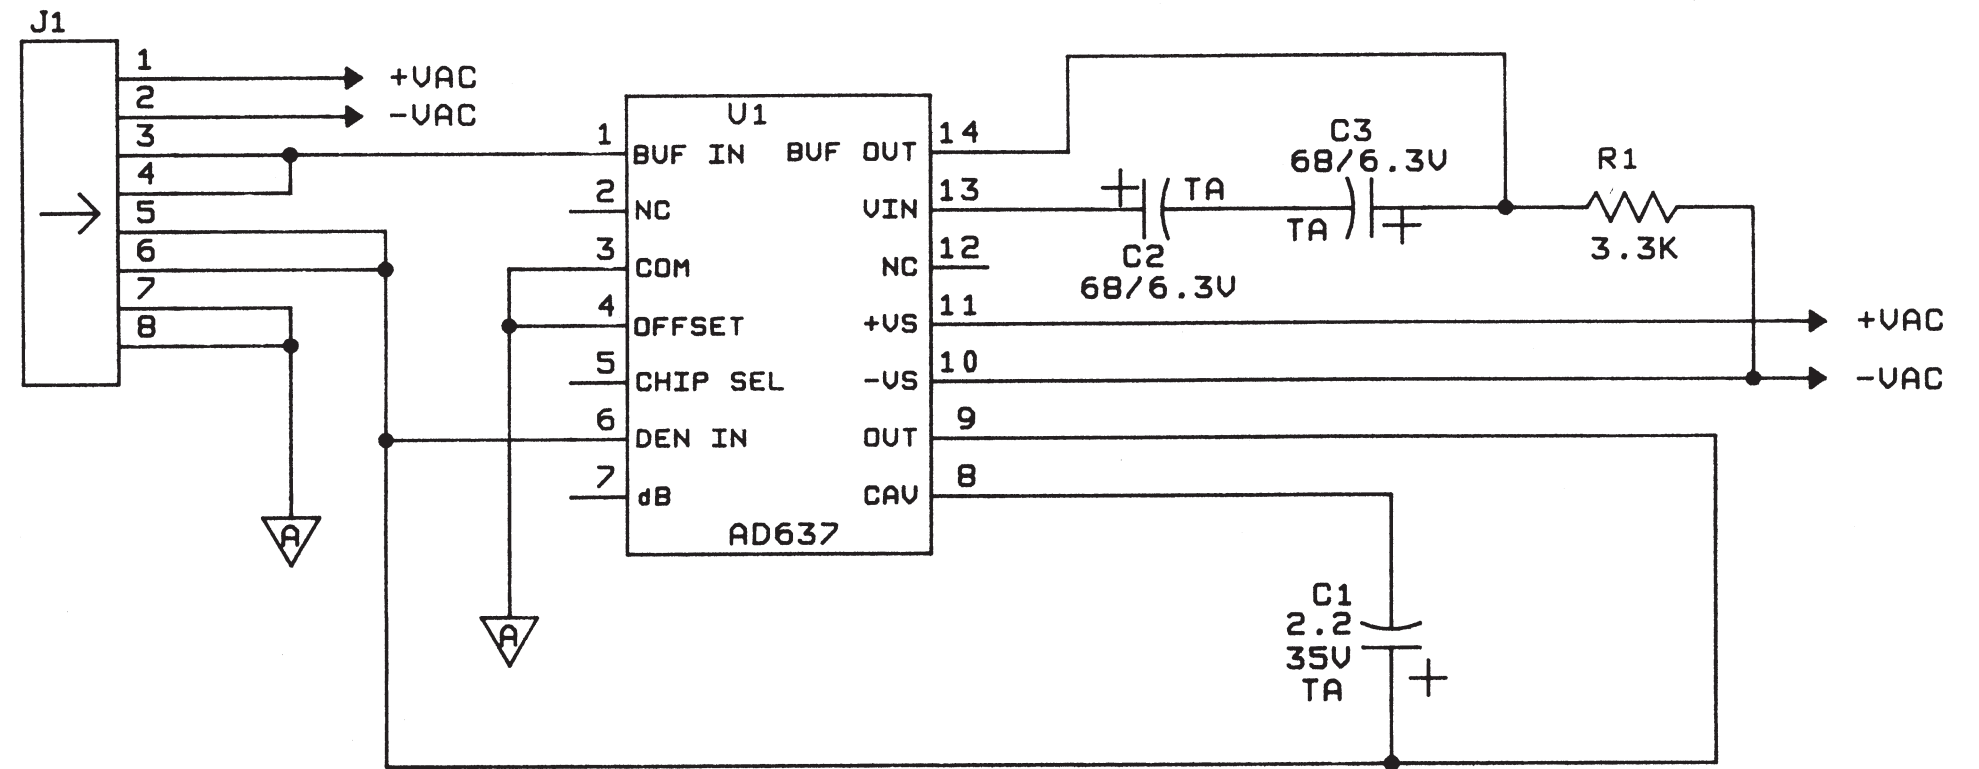 J1
1
+VAC
2
-VAC
3
4
5
6
7
8
A
U1
1
BUF IN
BUF OUT
14
2
NC
VIN
13
3
COM
NC
12
4
OFFSET
+VS
11
5
CHIP SEL
-VS
10
6
DEN IN
OUT
9
7
dB
CAV
8
AD637
A
+
TA
C2
68/6.3V
C3
68/6.3V
TA
+
R1
3.3K
+VAC
-VAC
C1
2.2
35V
TA
+